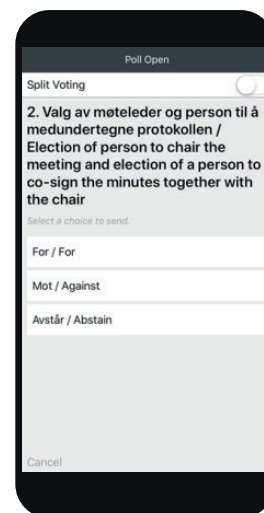 Poll Open
Split Voting
2. Valg av møteleder og person til å
medundertegne protokollen /
Election of person to chair the
meeting and election of a person to
co-sign the minutes together with
the chair
Select a choice to send.
For / For
Mot / Against
Avstår / Abstain
Cancel